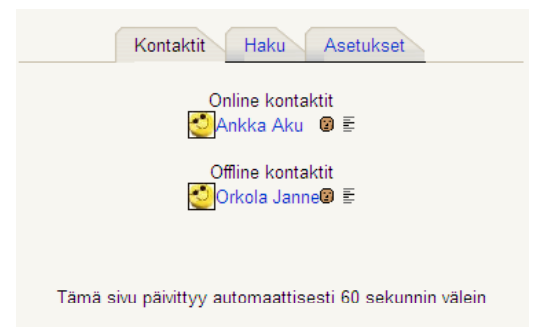 Kontaktit Haku Asetukset
Online kontaktit
Ankka Aku
Offline kontaktit
Orkola Janne
Tämä sivu päivittyy automaattisesti 60 sekunnin välein